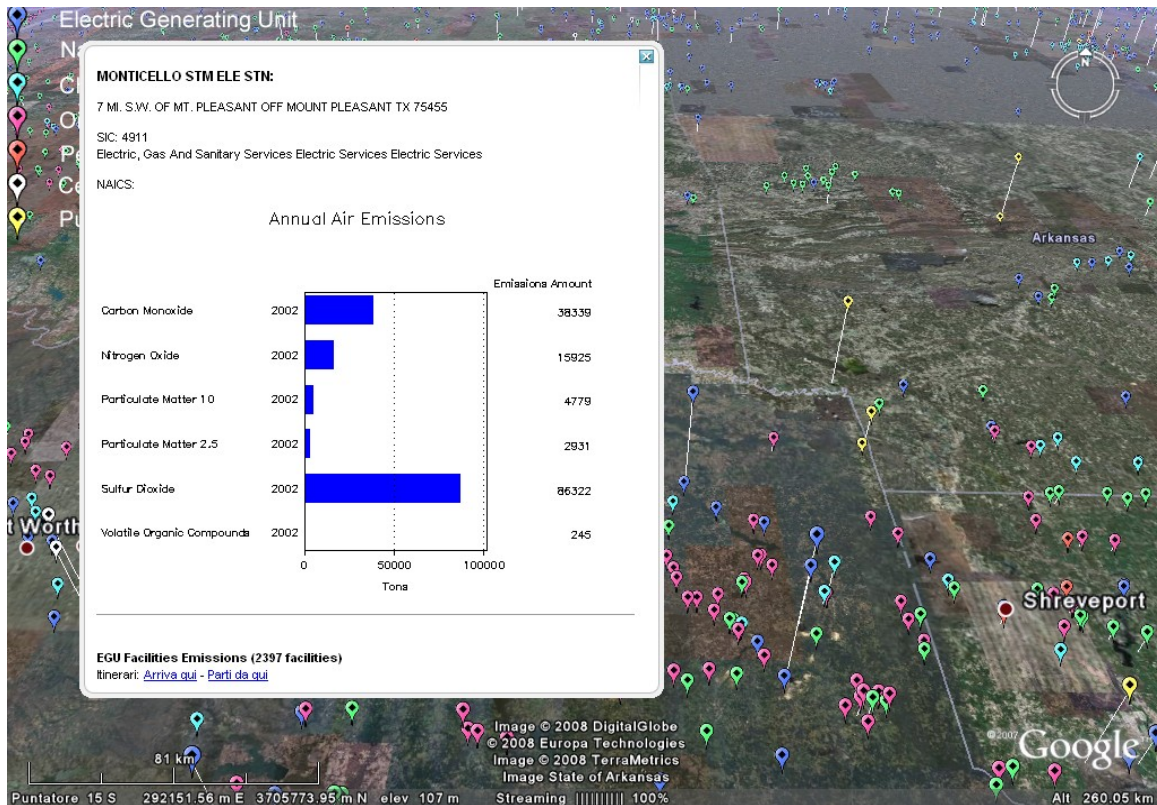 Electric Generating Unit
MONTICELLO STM ELE STN:
7 MI. S.W. OF MT. PLEASANT OFF MOUNT PLEASANT TX 75455
SIC: 4911
Electric, Gas And Sanitary Services Electric Services Electric Services
NAICS:
Annual Air Emissions
Emissions Amount
Carbon Monoxide 2002 38339
Nitrogen Oxide 2002 15925
Particulate Matter 10 2002 4779
Particulate Matter 2.5 2002 2931
Sulfur Dioxide 2002 86322
Volatile Organic Compounds 2002 245
0 50000 100000
Tons
EGU Facilities Emissions (2397 facilities)
Itinerari: Arriva qui - Parti da qui
N
Arkansas
t Worth
Shreveport
Image © 2008 DigitalGlobe
© 2008 Europa Technologies
Image © 2008 TerraMetrics
Image State of Arkansas
©2007 Google™
81 km
Puntatore 15 S 292151.56 m E 3705773.95 m N elev 107 m Streaming ||||||||| 100% Alt 260.05 km